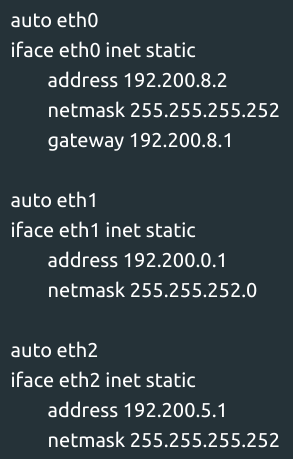 auto eth0
iface eth0 inet static
address 192.200.8.2
netmask 255.255.255.252
gateway 192.200.8.1
auto eth1
iface eth1 inet static
address 192.200.0.1
netmask 255.255.252.0
auto eth2
iface eth2 inet static
address 192.200.5.1
netmask 255.255.255.252